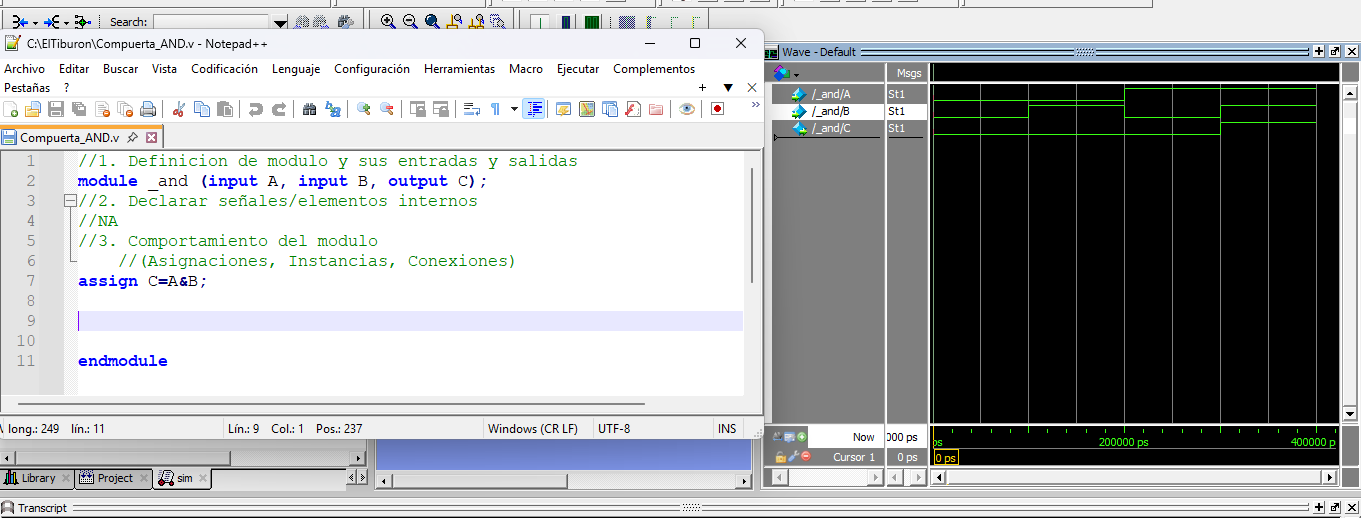 Search:
C:\ElTiburon\Compuerta_AND.v - Notepad++
Archivo Editar Buscar Vista Codificación Lenguaje Configuración Herramientas Macro Ejecutar Complementos
Pestañas ?
Compuerta_AND.v
1 //1. Definicion de modulo y sus entradas y salidas
2 module _and (input A, input B, output C);
3 //2. Declarar señales/elementos internos
4 //NA
5 //3. Comportamiento del modulo
6 //(Asignaciones, Instancias, Conexiones)
7 assign C=A&B;
8
9
10
11 endmodule
long.: 249 lín.: 11 Lín.: 9 Col.: 1 Pos.: 237 Windows (CR LF) UTF-8 INS
Library Project sim
Transcript
Wave - Default
Msgs
/_and/A St1
/_and/B St1
/_and/C St1
Now 000 ps ps 200000 ps 400000 p
Cursor 1 0 ps 0 ps